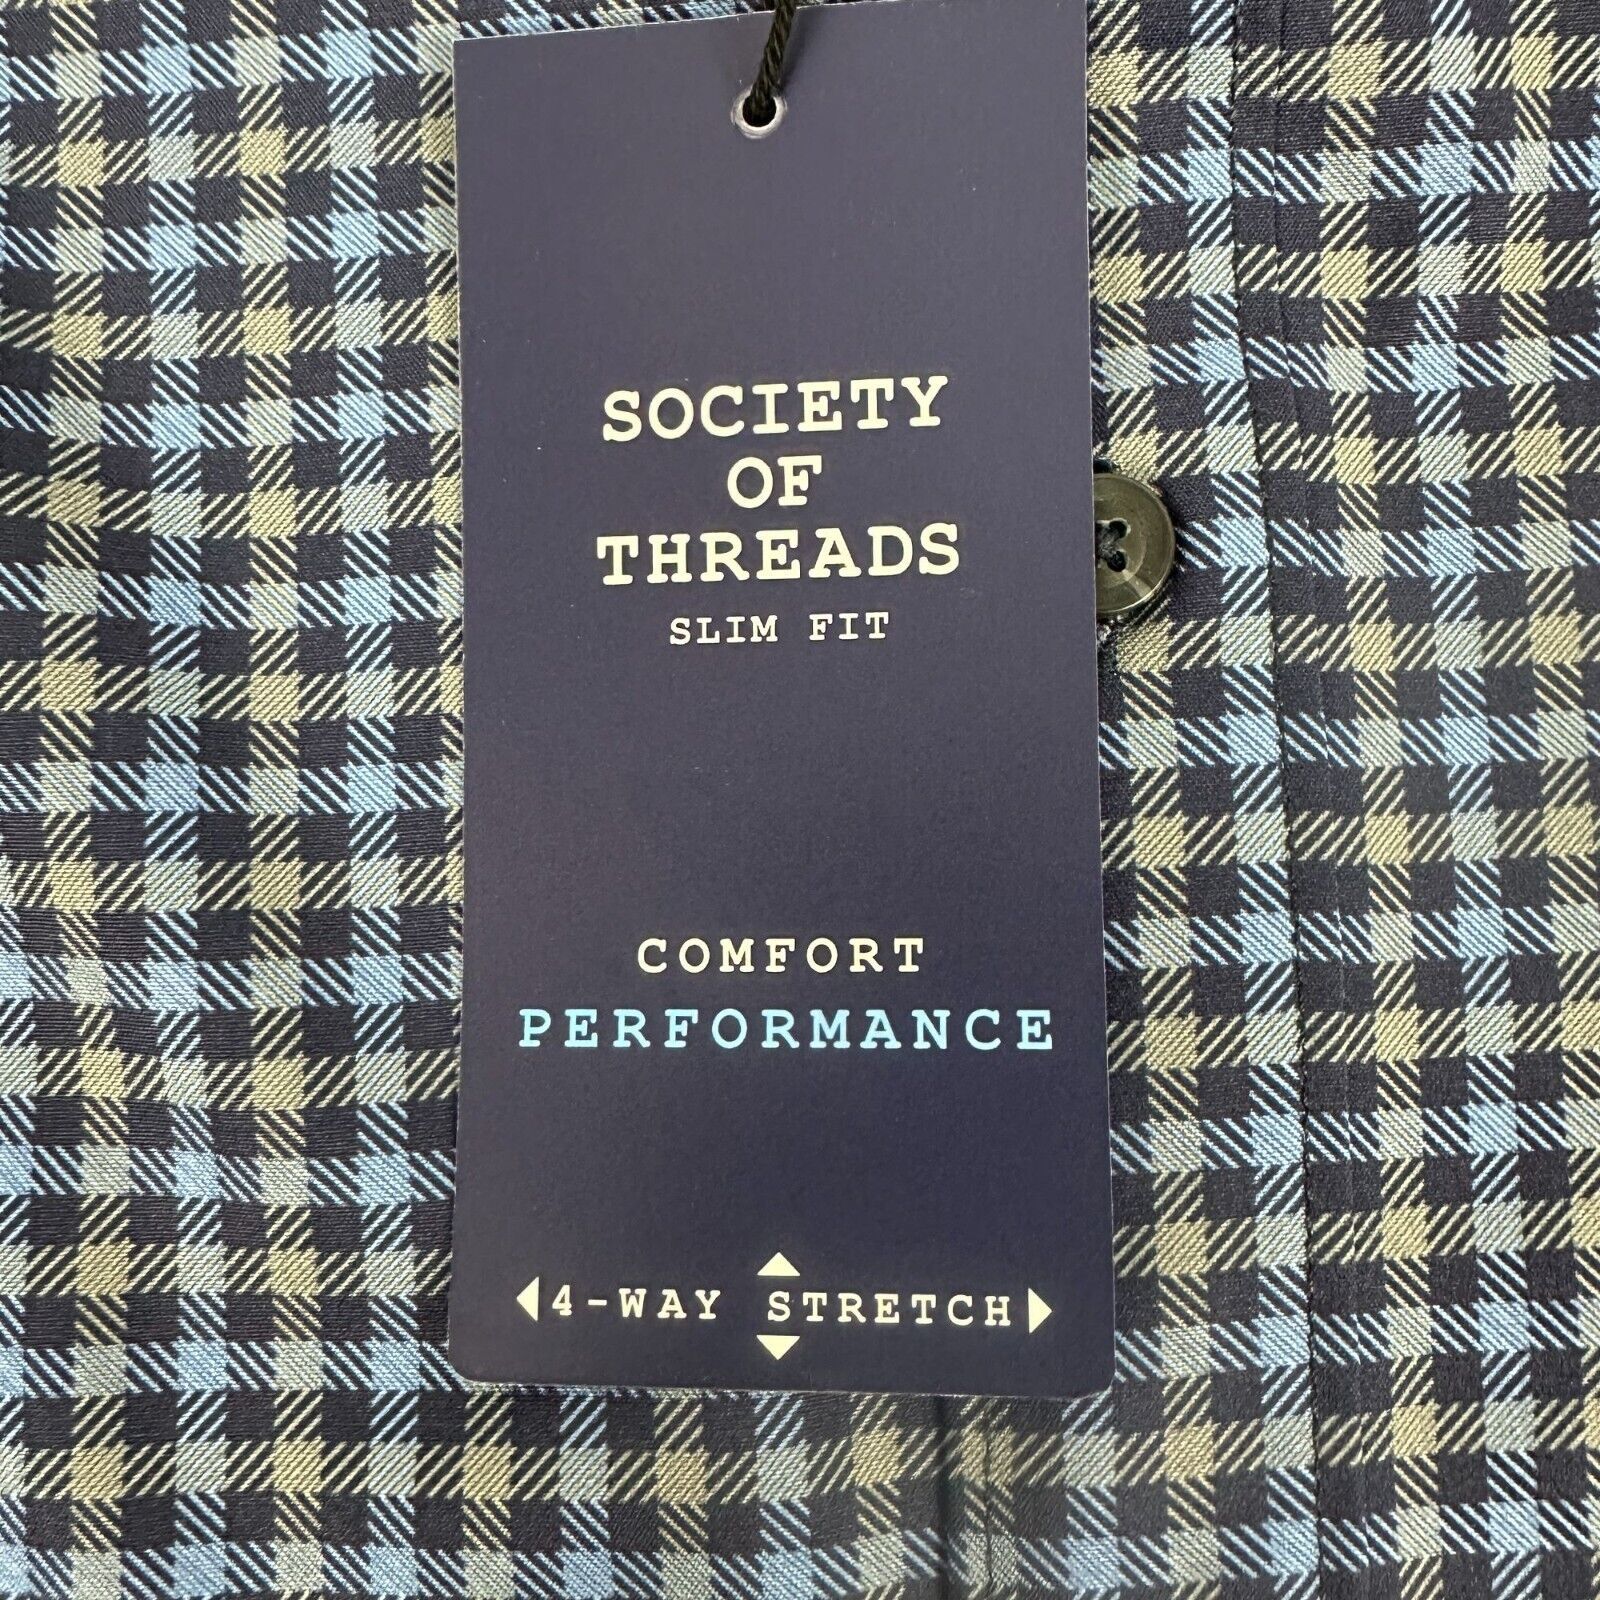 SOCIETY
OF
THREADS
SLIM FIT
COMFORT
PERFORMANCE
4-WAY STRETCH